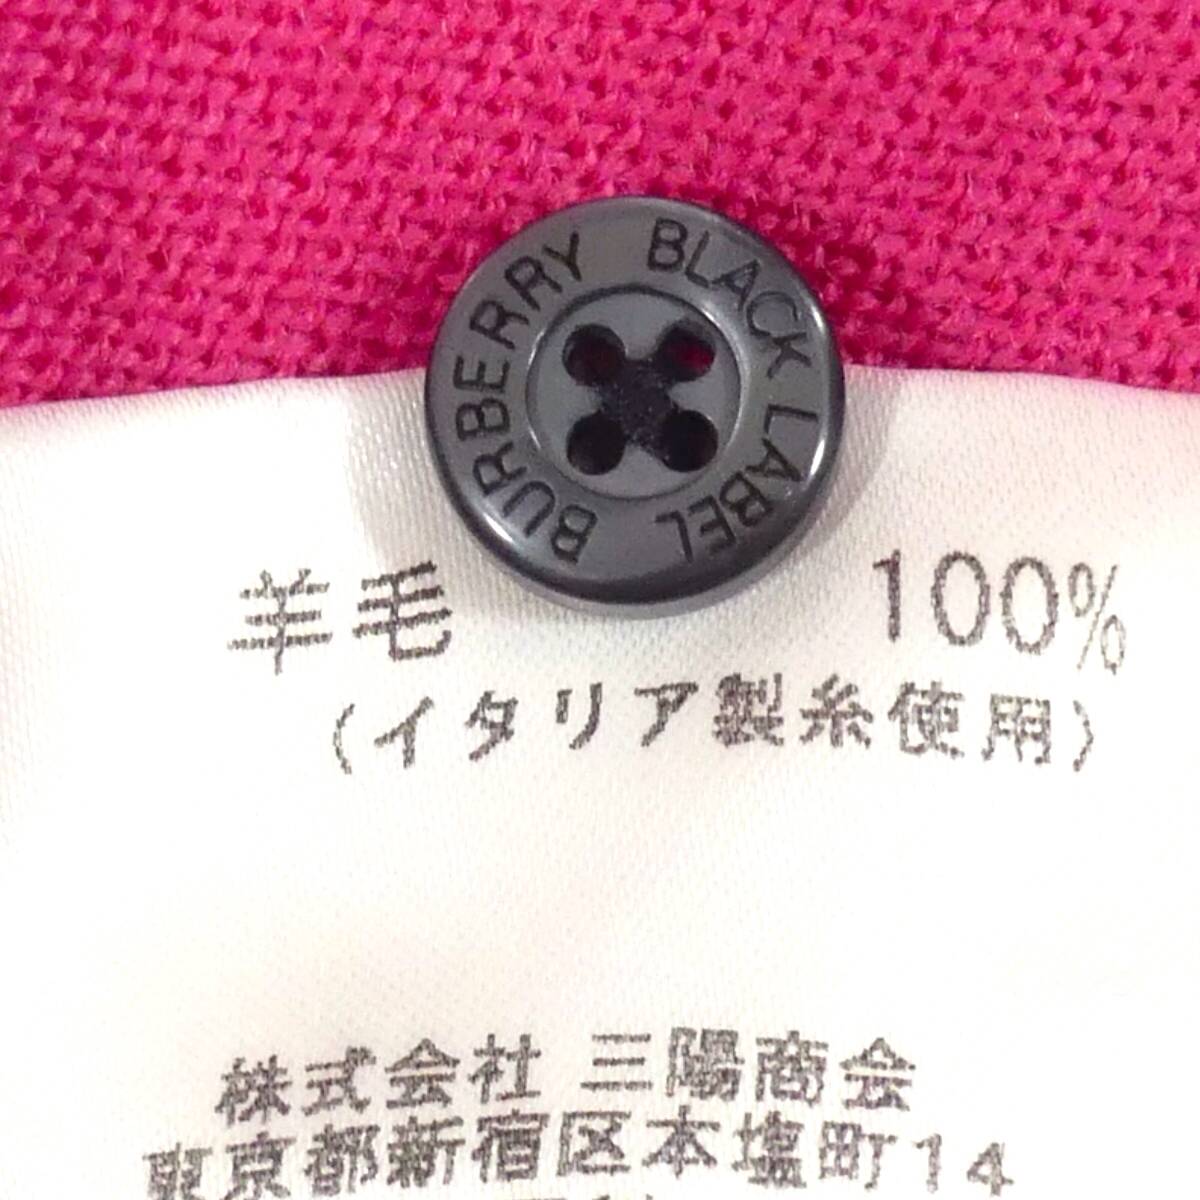 BURBERRY BLACK LABEL
羊毛 100%
(イタリア製糸使用)
株式会社 三陽商会
東京都新宿区本塩町14